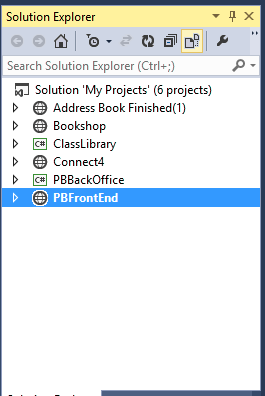 Solution Explorer
Search Solution Explorer (Ctrl+;)
Solution 'My Projects' (6 projects)
Address Book Finished(1)
Bookshop
C# ClassLibrary
Connect4
C# PBBackOffice
PBFrontEnd